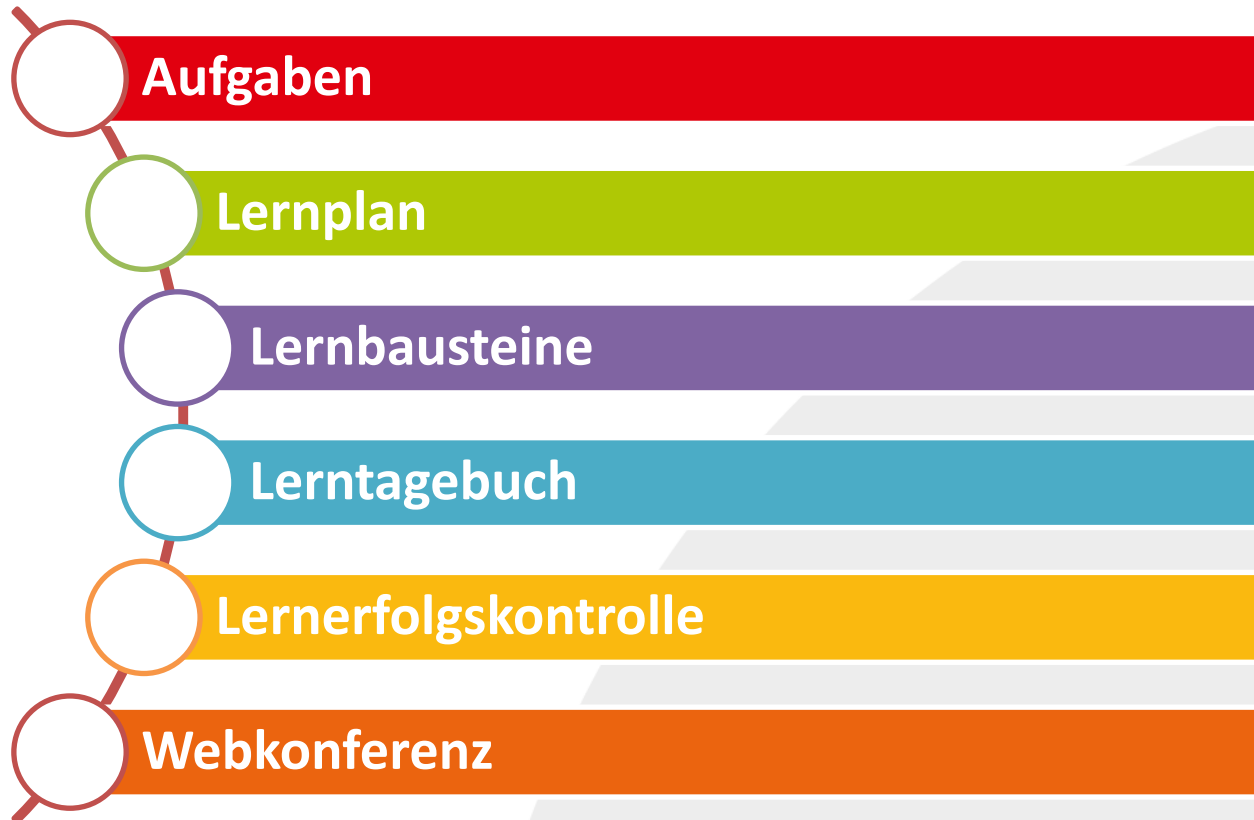 Aufgaben
Lernplan
Lernbausteine
Lerntagebuch
Lernerfolgskontrolle
Webkonferenz